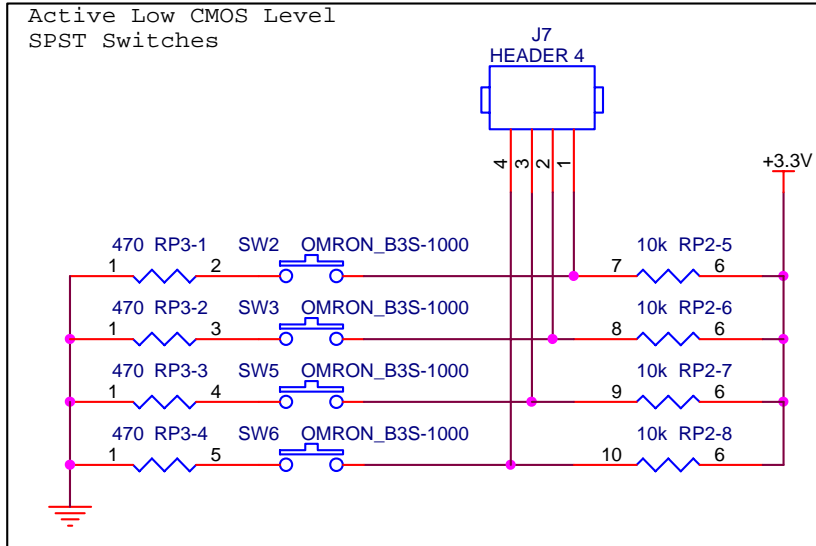 Active Low CMOS Level
SPST Switches
J7
HEADER 4
4 3 2 1
+3.3V
470 RP3-1 SW2 OMRON_B3S-1000 10k RP2-5
1 2 7 6
470 RP3-2 SW3 OMRON_B3S-1000 10k RP2-6
1 3 8 6
470 RP3-3 SW5 OMRON_B3S-1000 10k RP2-7
1 4 9 6
470 RP3-4 SW6 OMRON_B3S-1000 10k RP2-8
1 5 10 6